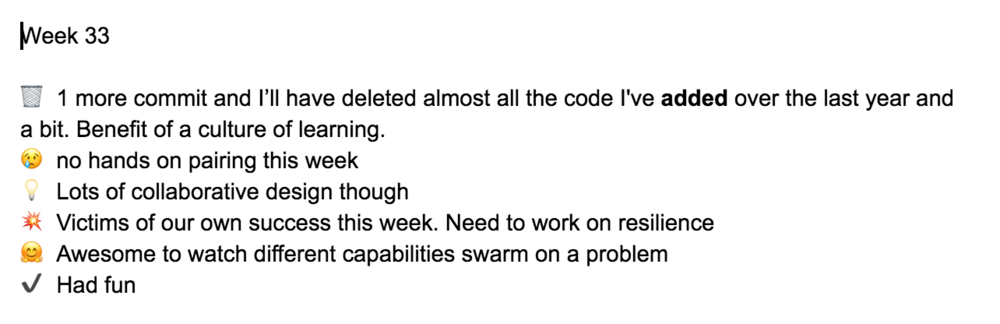 Week 33
🗑️ 1 more commit and I’ll have deleted almost all the code I've added over the last year and
a bit. Benefit of a culture of learning.
😢 no hands on pairing this week
💡 Lots of collaborative design though
💥 Victims of our own success this week. Need to work on resilience
🤗 Awesome to watch different capabilities swarm on a problem
✔️ Had fun